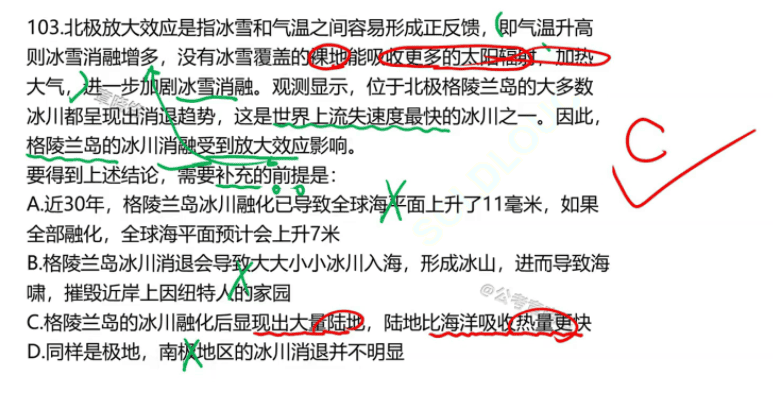 103.北极放大效应是指冰雪和气温之间容易形成正反馈，即气温升高
则冰雪消融增多，没有冰雪覆盖的裸地能吸收更多的太阳辐射，加热
大气，进一步加剧冰雪消融。观测显示，位于北极格陵兰岛的大多数
冰川都呈现出消退趋势，这是世界上流失速度最快的冰川之一。因此，
格陵兰岛的冰川消融受到放大效应影响。
要得到上述结论，需要补充的前提是：
C
A.近30年，格陵兰岛冰川融化已导致全球海平面上升了11毫米，如果
全部融化，全球海平面预计会上升7米
B.格陵兰岛冰川消退会导致大大小小冰川入海，形成冰山，进而导致海
啸，摧毁近岸上因纽特人的家园
C.格陵兰岛的冰川融化后显现出大量陆地，陆地比海洋吸收热量更快
D.同样是极地，南极地区的冰川消退并不明显